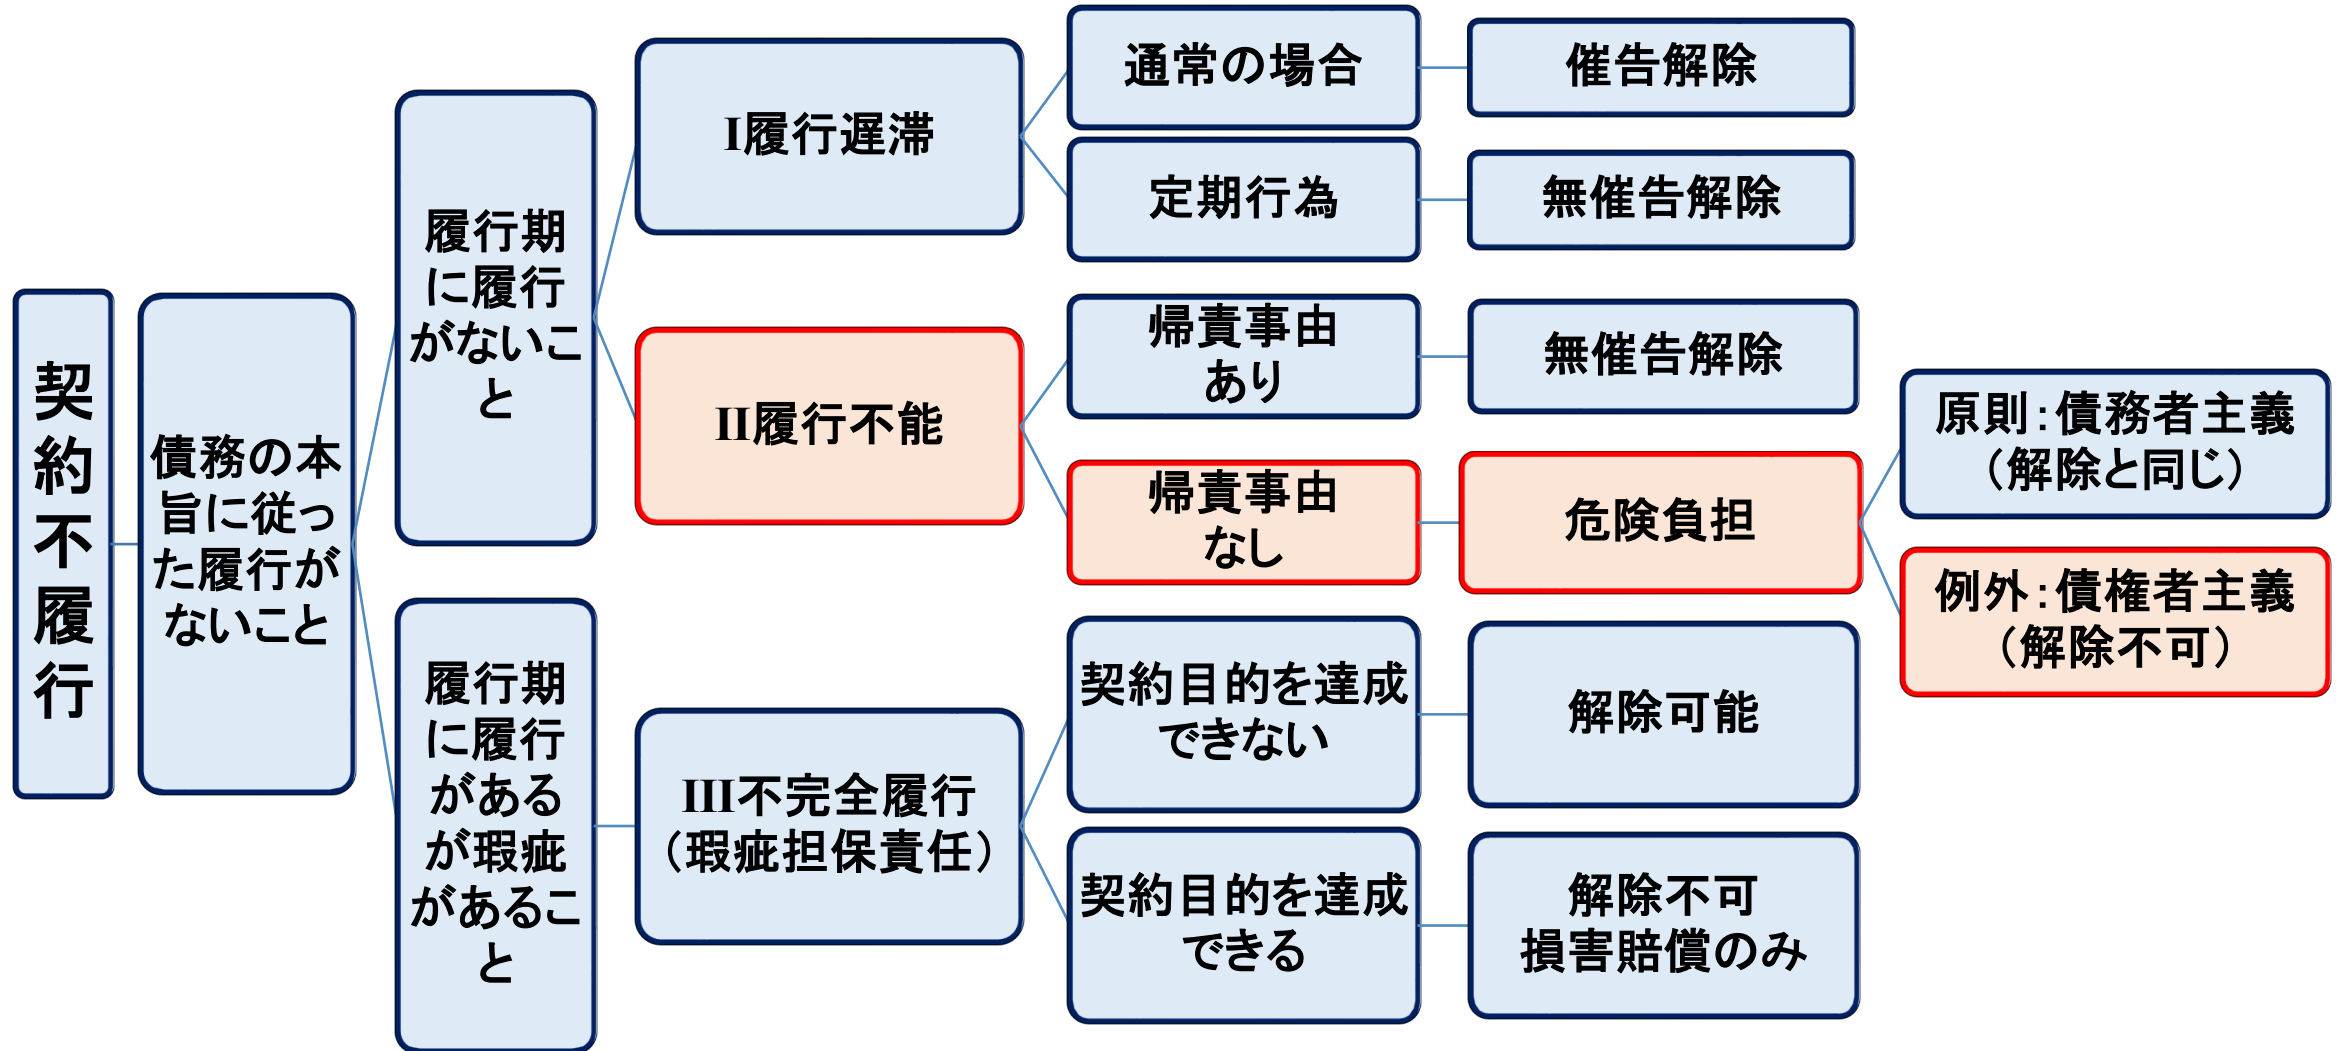 契
約
不
履
行
債務の本
旨に従っ
た履行が
ないこと
履行期
に履行
がないこ
と
I履行遅滞
通常の場合
催告解除
定期行為
無催告解除
II履行不能
帰責事由
あり
無催告解除
帰責事由
なし
危険負担
原則：債務者主義
（解除と同じ）
例外：債権者主義
（解除不可）
履行期
に履行
がある
が瑕疵
があるこ
と
III不完全履行
（瑕疵担保責任）
契約目的を達成
できない
解除可能
契約目的を達成
できる
解除不可
損害賠償のみ